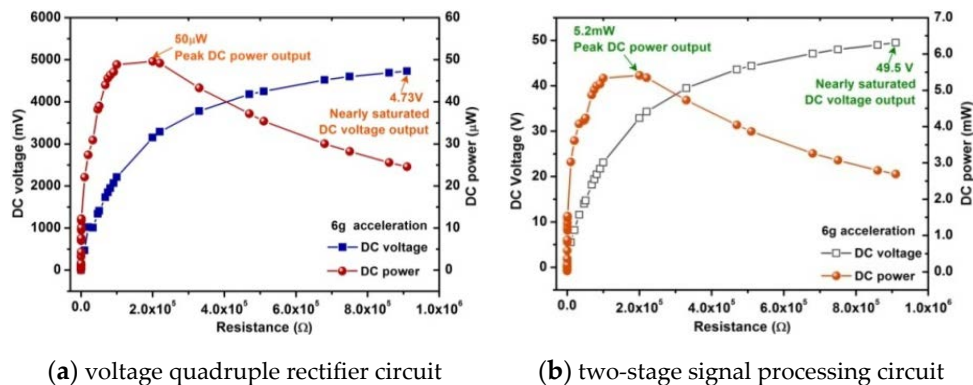 6000
5000
4000
3000
2000
1000
0
DC voltage (mV)
60
50
40
30
20
10
0
DC power (μW)
50μW
Peak DC power output
4.73V
Nearly saturated
DC voltage output
6g acceleration
DC voltage
DC power
0.0 2.0x10⁵ 4.0x10⁵ 6.0x10⁵ 8.0x10⁵ 1.0x10⁶
Resistance (Ω)
(a) voltage quadruple rectifier circuit
50
40
30
20
10
0
DC Voltage (V)
7.0
6.0
5.0
4.0
3.0
2.0
1.0
0.0
DC power (mW)
5.2mW
Peak DC power output
49.5 V
Nearly saturated
DC voltage output
6g acceleration
DC voltage
DC power
0.0 2.0x10⁵ 4.0x10⁵ 6.0x10⁵ 8.0x10⁵ 1.0x10⁶
Resistance (Ω)
(b) two-stage signal processing circuit